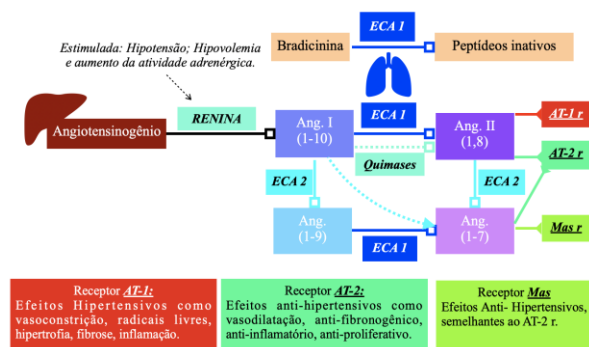 ECA 1
Bradicinina
Peptídeos inativos
Estimulada: Hipotensão; Hipovolemia
e aumento da atividade adrenérgica.
RENINA
ECA 1
Angiotensinogênio
Ang. I
(1-10)
Ang. II
(1,8)
AT-1 r
AT-2 r
Quimases
ECA 2
ECA 2
Ang.
(1-9)
Ang.
(1-7)
Mas r
ECA 1
Receptor AT-1:
Efeitos Hipertensivos como
vasoconstrição, radicais livres,
hipertrofia, fibrose, inflamação.
Receptor AT-2:
Efeitos anti-hipertensivos como
vasodilatação, anti-fibronogênico,
anti-inflamatório, anti-proliferativo.
Receptor Mas
Efeitos Anti- Hipertensivos,
semelhantes ao AT-2 r.